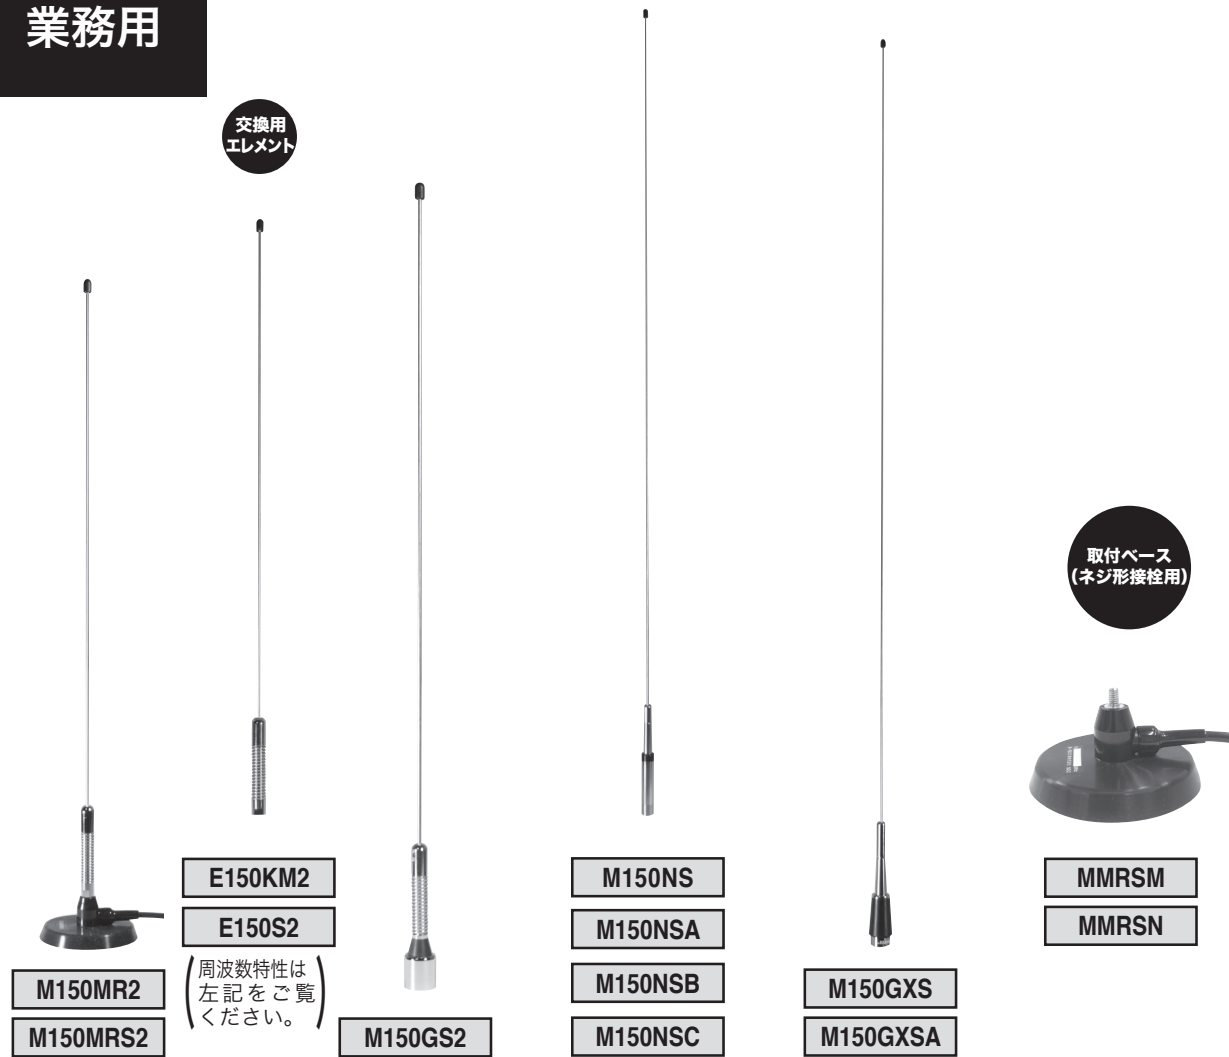 業務用
交換用
エレメント
取付ベース
(ネジ形接栓用)
M150MR2
M150MRS2
E150KM2
E150S2
(周波数特性は
左記をご覧
ください。)
M150GS2
M150NS
M150NSA
M150NSB
M150NSC
M150GXS
M150GXSA
MMRSM
MMRSN